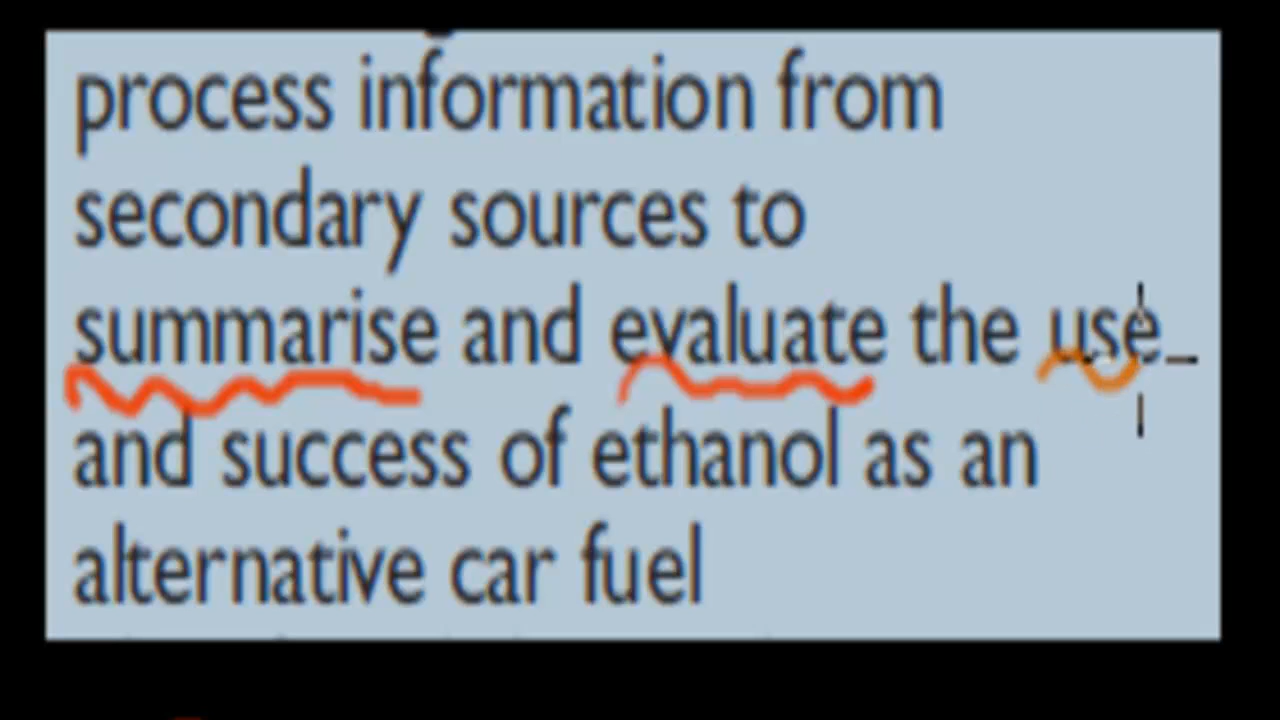 process information from
secondary sources to
summarise and evaluate the use
and success of ethanol as an
alternative car fuel